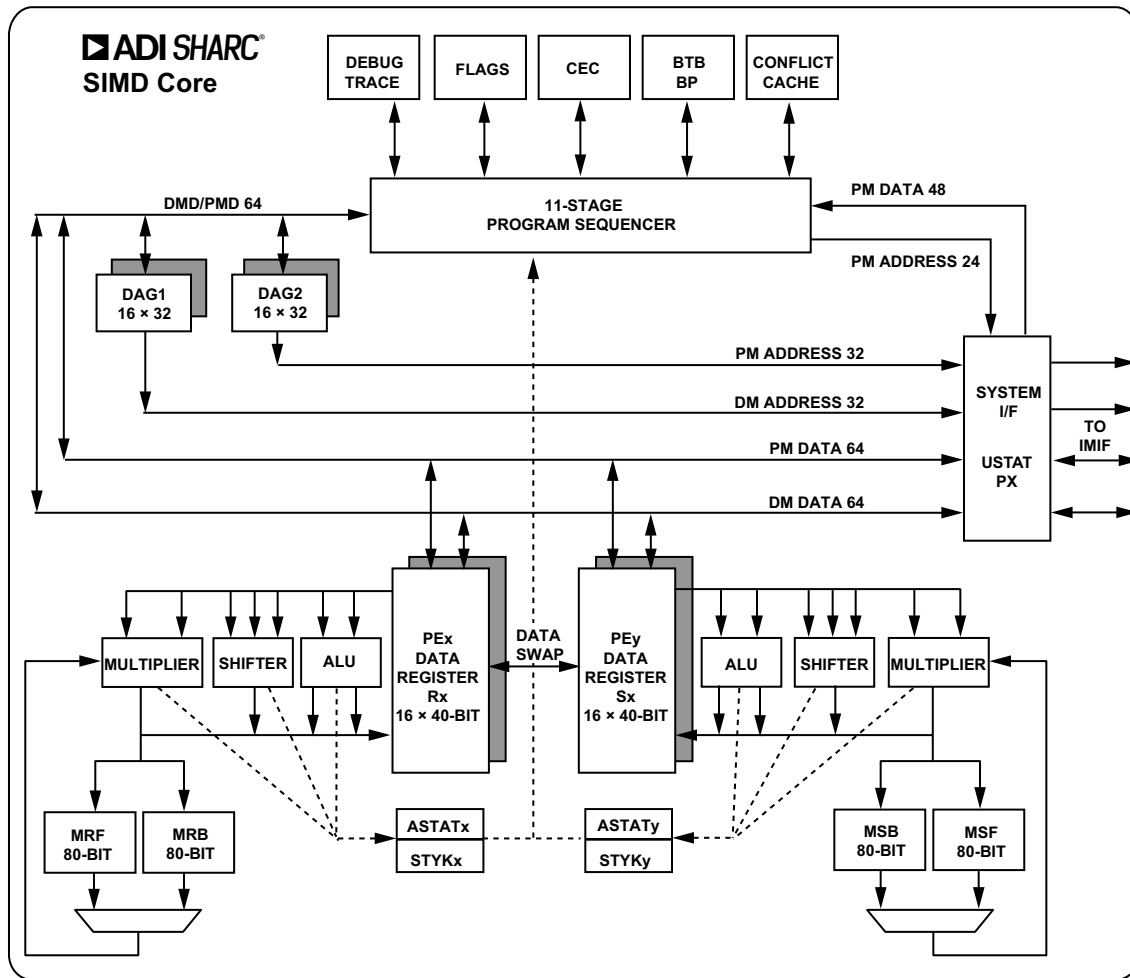 ADI SHARC®
SIMD Core
DEBUG
TRACE
FLAGS
CEC
BTB
BP
CONFLICT
CACHE
DMD/PMD 64
11-STAGE
PROGRAM SEQUENCER
PM DATA 48
PM ADDRESS 24
DAG1
16 × 32
DAG2
16 × 32
PM ADDRESS 32
DM ADDRESS 32
PM DATA 64
DM DATA 64
SYSTEM
I/F
USTAT
PX
TO
IMIF
MULTIPLIER
SHIFTER
ALU
PEx
DATA
REGISTER
Rx
16 × 40-BIT
DATA
SWAP
PEy
DATA
REGISTER
Sx
16 × 40-BIT
ALU
SHIFTER
MULTIPLIER
MRF
80-BIT
MRB
80-BIT
ASTATx
STYKx
ASTATy
STYKy
MSB
80-BIT
MSF
80-BIT